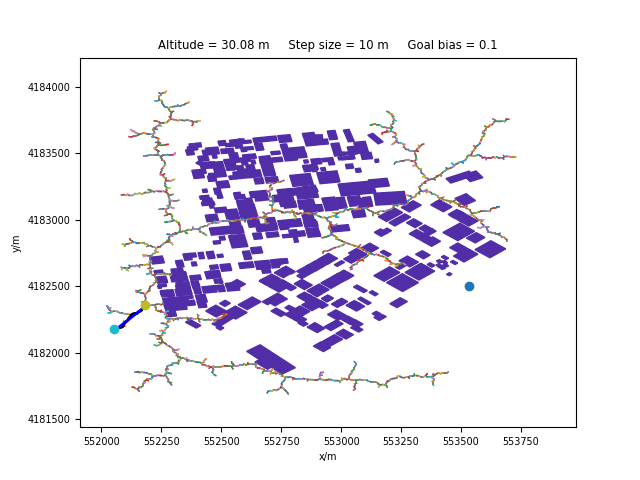 Altitude = 30.08 m     Step size = 10 m     Goal bias = 0.1
4184000
4183500
4183000
4182500
4182000
4181500
y/m
552000 552250 552500 552750 553000 553250 553500 553750
x/m